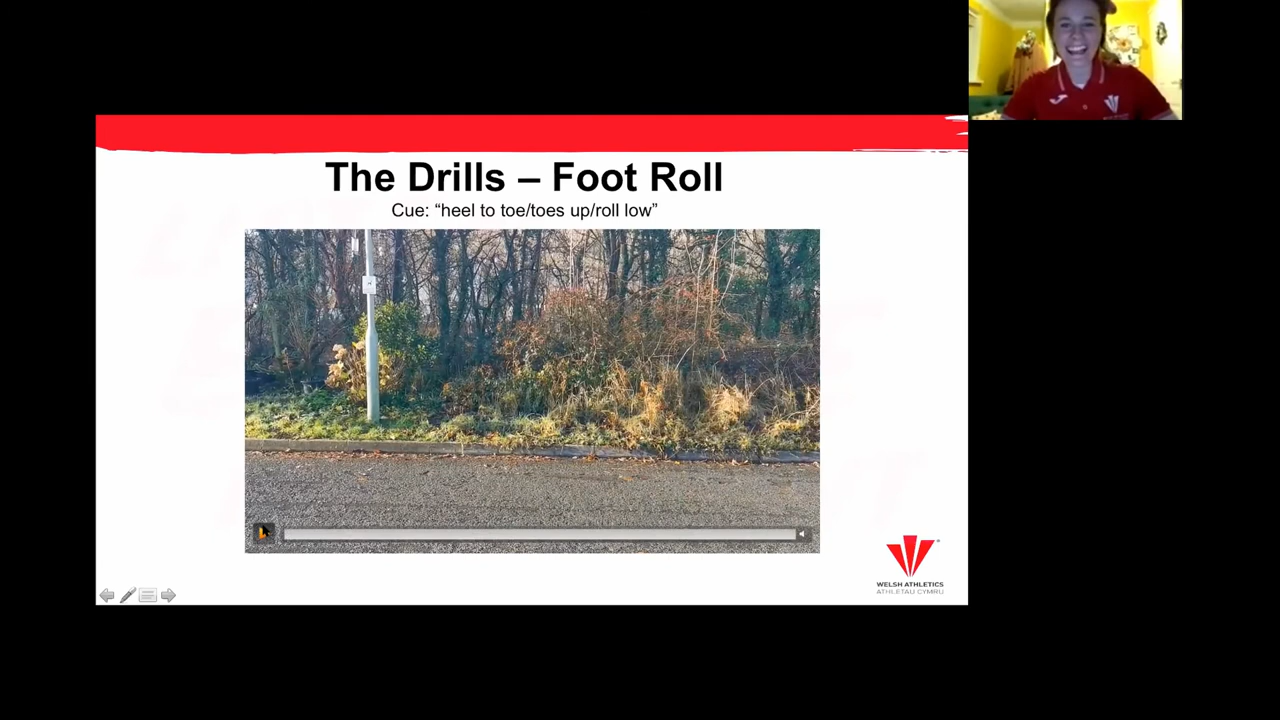 The Drills – Foot Roll
Cue: “heel to toe/toes up/roll low”
WELSH ATHLETICS
ATHLETAU CYMRU